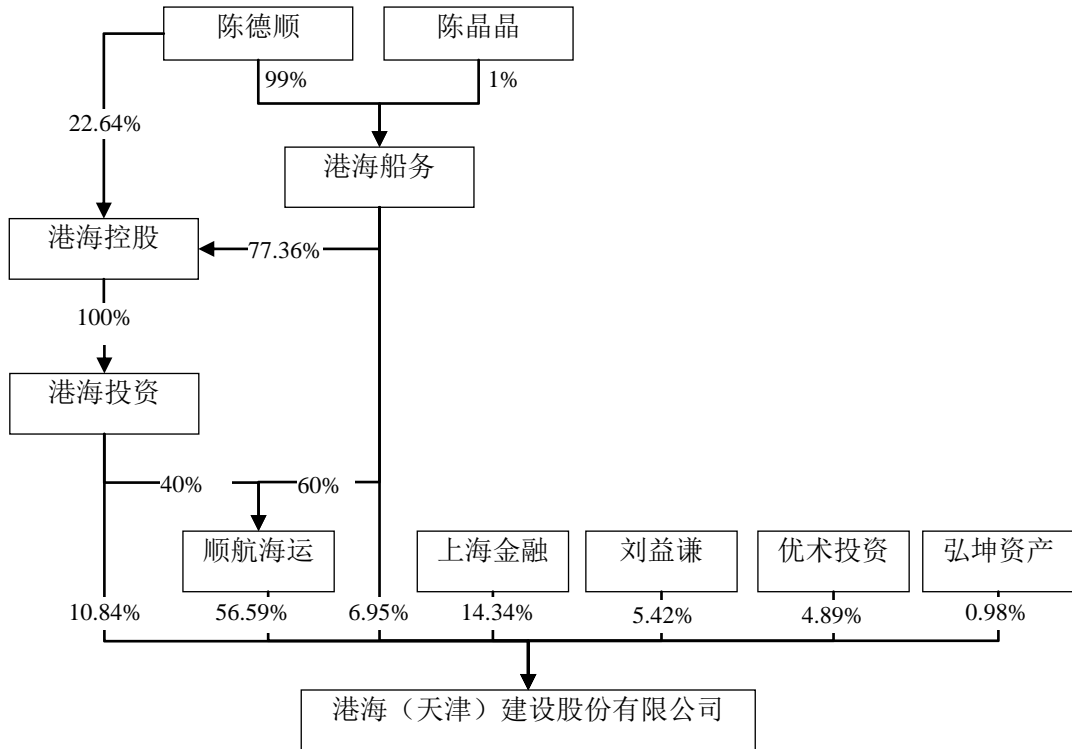 陈德顺
陈晶晶
99%
1%
22.64%
港海船务
港海控股
77.36%
100%
港海投资
40%
60%
顺航海运
上海金融
刘益谦
优术投资
弘坤资产
10.84%
56.59%
6.95%
14.34%
5.42%
4.89%
0.98%
港海（天津）建设股份有限公司